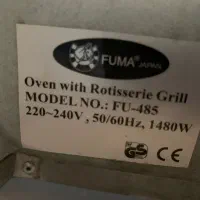 FUMA JAPAN
Oven with Rotisserie Grill
MODEL NO.: FU-485
220~240V , 50/60Hz, 1480W
GS CE